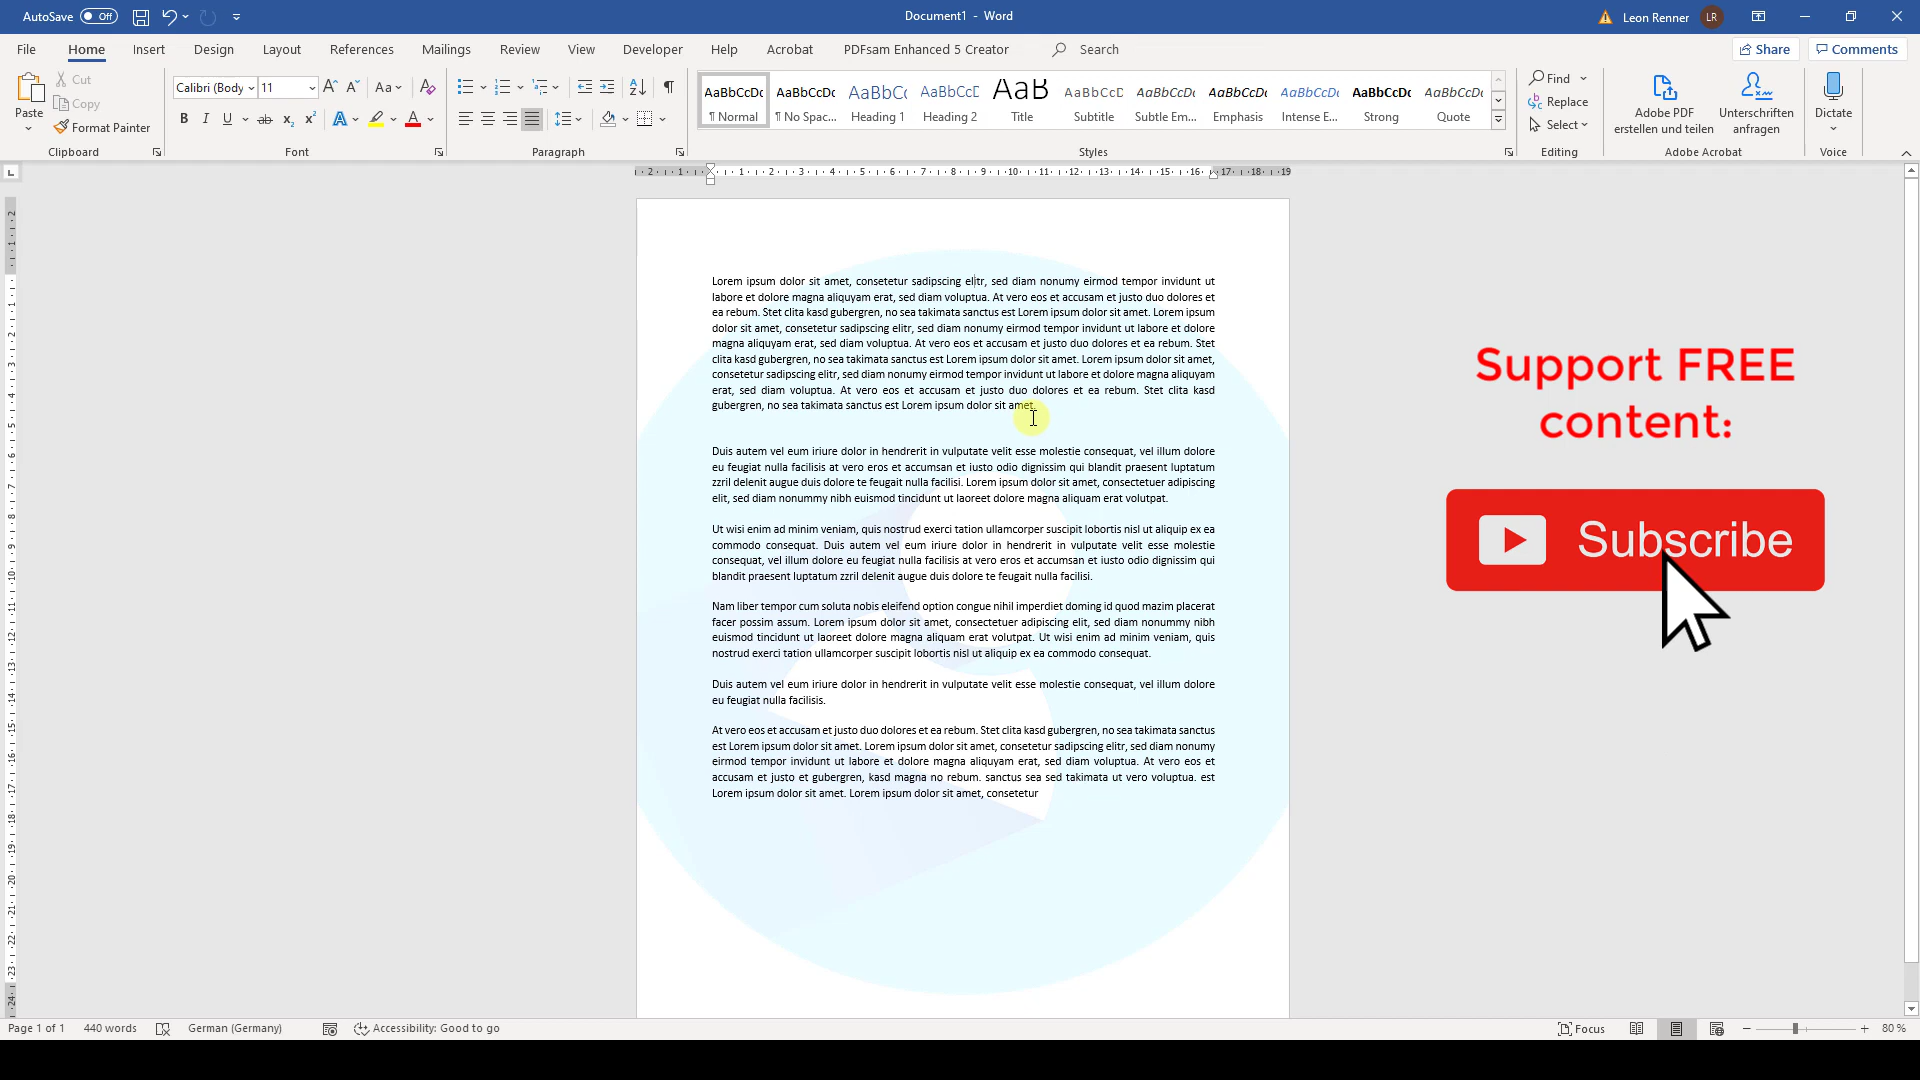 AutoSave Off
Document1 - Word
Leon Renner LR
File Home Insert Design Layout References Mailings Review View Developer Help Acrobat PDFsam Enhanced 5 Creator Search
Share Comments
Paste
Cut
Copy
Format Painter
Clipboard
Calibri (Body 11
Font
Paragraph
AaBbCcDc AaBbCcDc AaBbC( AaBbCcE AaB AaBbCcD AaBbCcDc AaBbCcDc AaBbCcDc AaBbCcDc AaBbCcDc
¶ Normal ¶ No Spac... Heading 1 Heading 2 Title Subtitle Subtle Em... Emphasis Intense E... Strong Quote
Styles
Find
Replace
Select
Editing
Adobe PDF
erstellen und teilen
Unterschriften
anfragen
Adobe Acrobat
Dictate
Voice
Lorem ipsum dolor sit amet, consetetur sadipscing elitr, sed diam nonumy eirmod tempor invidunt ut
labore et dolore magna aliquyam erat, sed diam voluptua. At vero eos et accusam et justo duo dolores et
ea rebum. Stet clita kasd gubergren, no sea takimata sanctus est Lorem ipsum dolor sit amet. Lorem ipsum
dolor sit amet, consetetur sadipscing elitr, sed diam nonumy eirmod tempor invidunt ut labore et dolore
magna aliquyam erat, sed diam voluptua. At vero eos et accusam et justo duo dolores et ea rebum. Stet
clita kasd gubergren, no sea takimata sanctus est Lorem ipsum dolor sit amet. Lorem ipsum dolor sit amet,
consetetur sadipscing elitr, sed diam nonumy eirmod tempor invidunt ut labore et dolore magna aliquyam
erat, sed diam voluptua. At vero eos et accusam et justo duo dolores et ea rebum. Stet clita kasd
gubergren, no sea takimata sanctus est Lorem ipsum dolor sit amet.
Duis autem vel eum iriure dolor in hendrerit in vulputate velit esse molestie consequat, vel illum dolore
eu feugiat nulla facilisis at vero eros et accumsan et iusto odio dignissim qui blandit praesent luptatum
zzril delenit augue duis dolore te feugait nulla facilisi. Lorem ipsum dolor sit amet, consectetuer adipiscing
elit, sed diam nonummy nibh euismod tincidunt ut laoreet dolore magna aliquam erat volutpat.
Ut wisi enim ad minim veniam, quis nostrud exerci tation ullamcorper suscipit lobortis nisl ut aliquip ex ea
commodo consequat. Duis autem vel eum iriure dolor in hendrerit in vulputate velit esse molestie
consequat, vel illum dolore eu feugiat nulla facilisis at vero eros et accumsan et iusto odio dignissim qui
blandit praesent luptatum zzril delenit augue duis dolore te feugait nulla facilisi.
Nam liber tempor cum soluta nobis eleifend option congue nihil imperdiet doming id quod mazim placerat
facer possim assum. Lorem ipsum dolor sit amet, consectetuer adipiscing elit, sed diam nonummy nibh
euismod tincidunt ut laoreet dolore magna aliquam erat volutpat. Ut wisi enim ad minim veniam, quis
nostrud exerci tation ullamcorper suscipit lobortis nisl ut aliquip ex ea commodo consequat.
Duis autem vel eum iriure dolor in hendrerit in vulputate velit esse molestie consequat, vel illum dolore
eu feugiat nulla facilisis.
At vero eos et accusam et justo duo dolores et ea rebum. Stet clita kasd gubergren, no sea takimata sanctus
est Lorem ipsum dolor sit amet. Lorem ipsum dolor sit amet, consetetur sadipscing elitr, sed diam nonumy
eirmod tempor invidunt ut labore et dolore magna aliquyam erat, sed diam voluptua. At vero eos et
accusam et justo et gubergren, kasd magna no rebum. sanctus sea sed takimata ut vero voluptua. est
Lorem ipsum dolor sit amet. Lorem ipsum dolor sit amet, consetetur
Support FREE
content:
Subscribe
Page 1 of 1 440 words German (Germany) Accessibility: Good to go
Focus 80 %